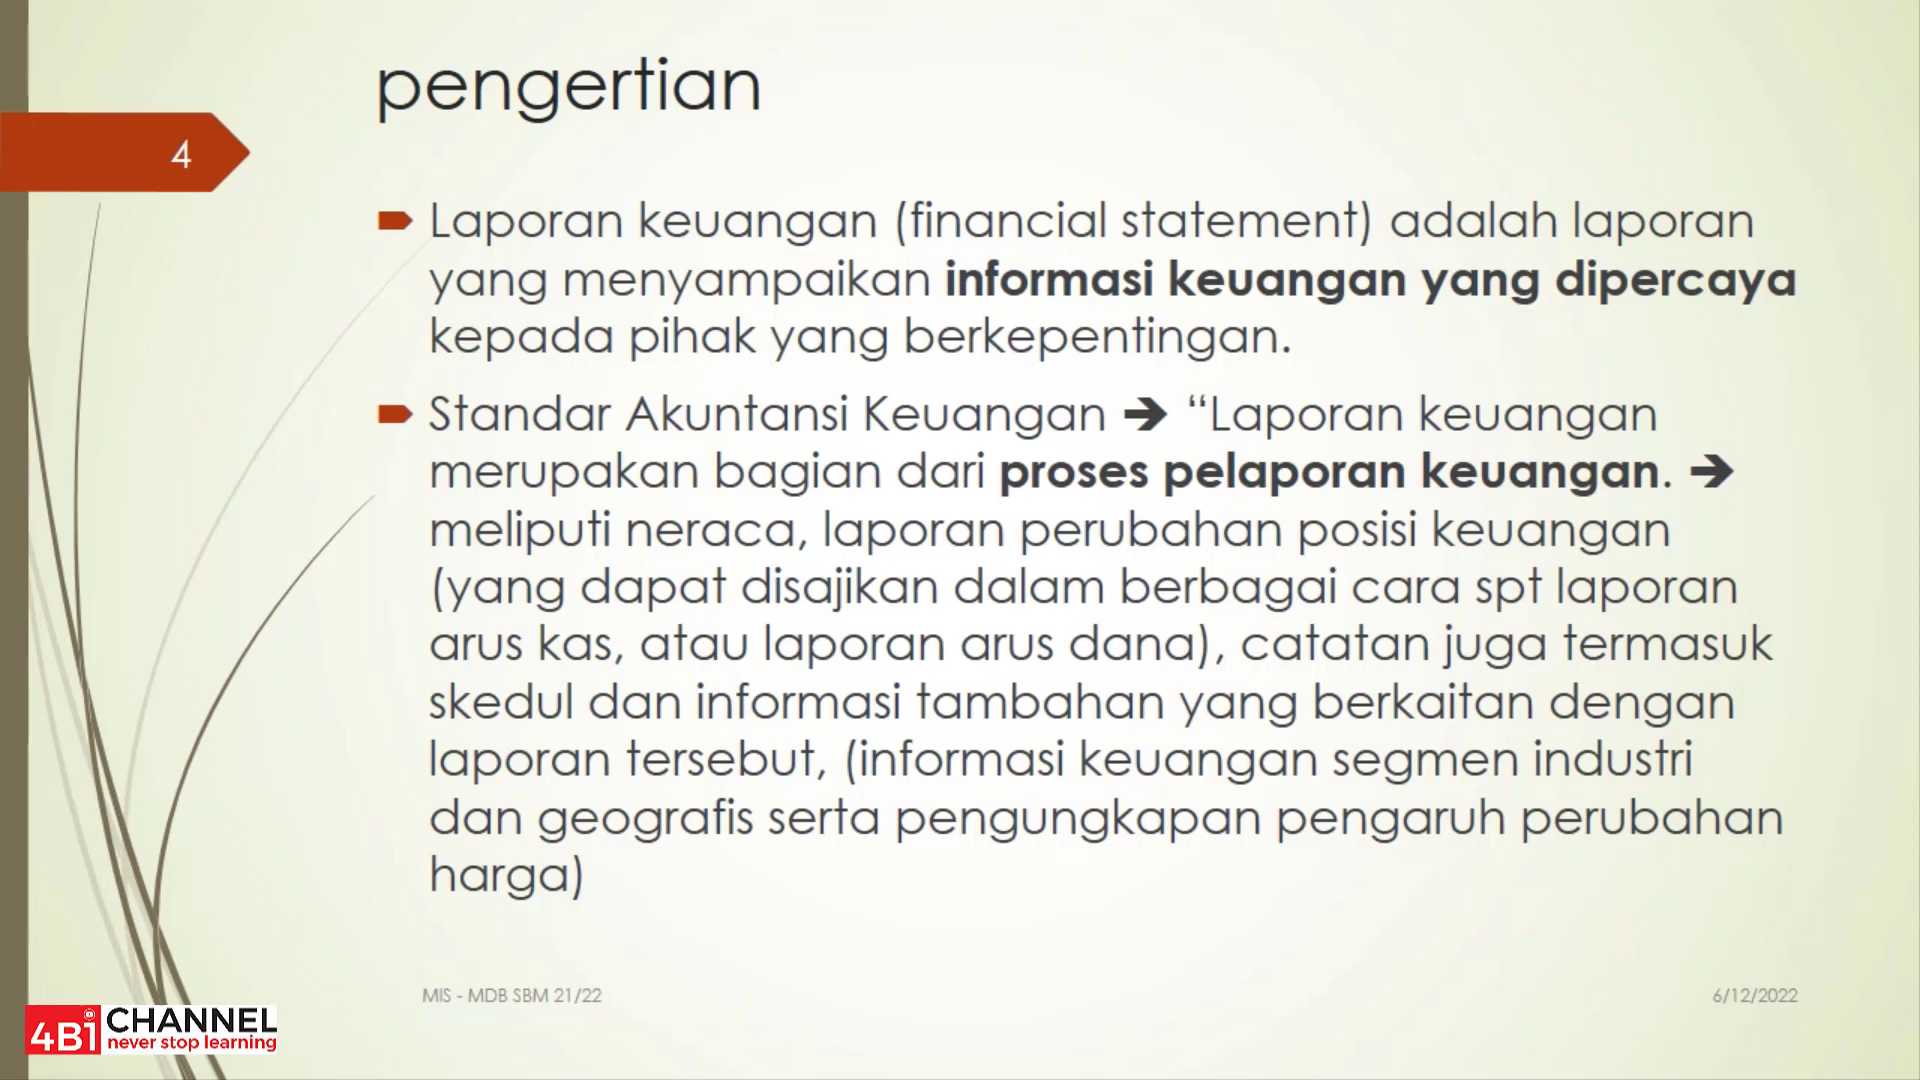 pengertian
4
Laporan keuangan (financial statement) adalah laporan
yang menyampaikan informasi keuangan yang dipercaya
kepada pihak yang berkepentingan.
Standar Akuntansi Keuangan ➔ “Laporan keuangan
merupakan bagian dari proses pelaporan keuangan. ➔
meliputi neraca, laporan perubahan posisi keuangan
(yang dapat disajikan dalam berbagai cara spt laporan
arus kas, atau laporan arus dana), catatan juga termasuk
skedul dan informasi tambahan yang berkaitan dengan
laporan tersebut, (informasi keuangan segmen industri
dan geografis serta pengungkapan pengaruh perubahan
harga)
MIS - MDB SBM 21/22
6/12/2022
4Bi CHANNEL
never stop learning